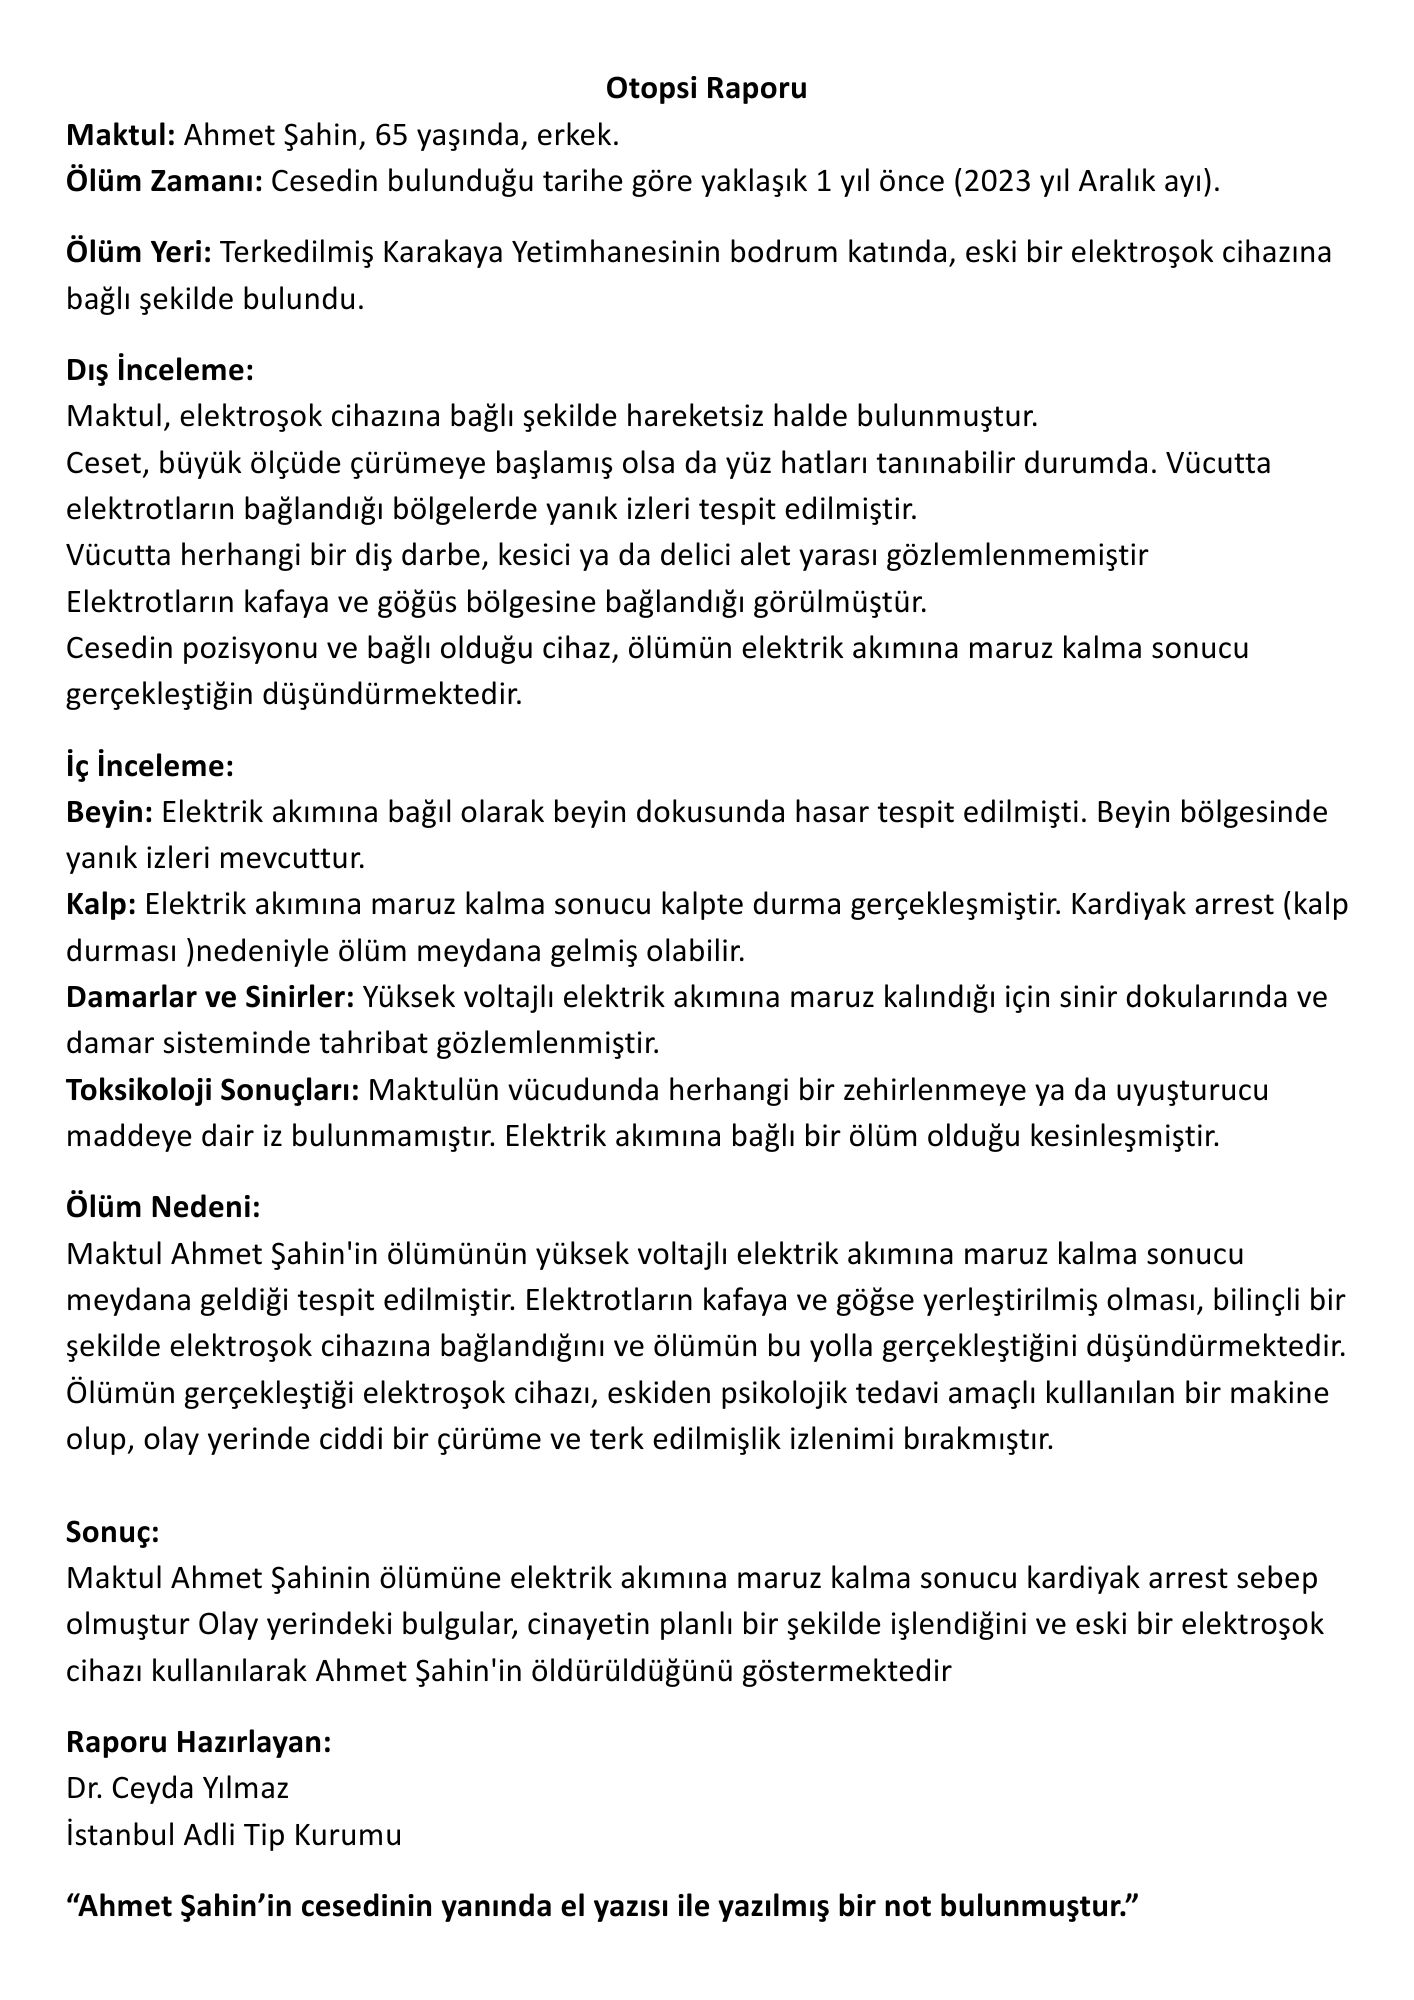 Otopsi Raporu
Maktul: Ahmet Şahin, 65 yaşında, erkek.
Ölüm Zamanı: Cesedin bulunduğu tarihe göre yaklaşık 1 yıl önce (2023 yıl Aralık ayı).
Ölüm Yeri: Terkedilmiş Karakaya Yetimhanesinin bodrum katında, eski bir elektroşok cihazına
bağlı şekilde bulundu.
Dış İnceleme:
Maktul, elektroşok cihazına bağlı şekilde hareketsiz halde bulunmuştur.
Ceset, büyük ölçüde çürümeye başlamış olsa da yüz hatları tanınabilir durumda. Vücutta
elektrotların bağlandığı bölgelerde yanık izleri tespit edilmiştir.
Vücutta herhangi bir diş darbe, kesici ya da delici alet yarası gözlemlenmemiştir
Elektrotların kafaya ve göğüs bölgesine bağlandığı görülmüştür.
Cesedin pozisyonu ve bağlı olduğu cihaz, ölümün elektrik akımına maruz kalma sonucu
gerçekleştiğin düşündürmektedir.
İç İnceleme:
Beyin: Elektrik akımına bağıl olarak beyin dokusunda hasar tespit edilmişti. Beyin bölgesinde
yanık izleri mevcuttur.
Kalp: Elektrik akımına maruz kalma sonucu kalpte durma gerçekleşmiştir. Kardiyak arrest (kalp
durması )nedeniyle ölüm meydana gelmiş olabilir.
Damarlar ve Sinirler: Yüksek voltajlı elektrik akımına maruz kalındığı için sinir dokularında ve
damar sisteminde tahribat gözlemlenmiştir.
Toksikoloji Sonuçları: Maktulün vücudunda herhangi bir zehirlenmeye ya da uyuşturucu
maddeye dair iz bulunmamıştır. Elektrik akımına bağlı bir ölüm olduğu kesinleşmiştir.
Ölüm Nedeni:
Maktul Ahmet Şahin'in ölümünün yüksek voltajlı elektrik akımına maruz kalma sonucu
meydana geldiği tespit edilmiştir. Elektrotların kafaya ve göğse yerleştirilmiş olması, bilinçli bir
şekilde elektroşok cihazına bağlandığını ve ölümün bu yolla gerçekleştiğini düşündürmektedir.
Ölümün gerçekleştiği elektroşok cihazı, eskiden psikolojik tedavi amaçlı kullanılan bir makine
olup, olay yerinde ciddi bir çürüme ve terk edilmişlik izlenimi bırakmıştır.
Sonuç:
Maktul Ahmet Şahinin ölümüne elektrik akımına maruz kalma sonucu kardiyak arrest sebep
olmuştur Olay yerindeki bulgular, cinayetin planlı bir şekilde işlendiğini ve eski bir elektroşok
cihazı kullanılarak Ahmet Şahin'in öldürüldüğünü göstermektedir
Raporu Hazırlayan:
Dr. Ceyda Yılmaz
İstanbul Adli Tip Kurumu
“Ahmet Şahin’in cesedinin yanında el yazısı ile yazılmış bir not bulunmuştur.”